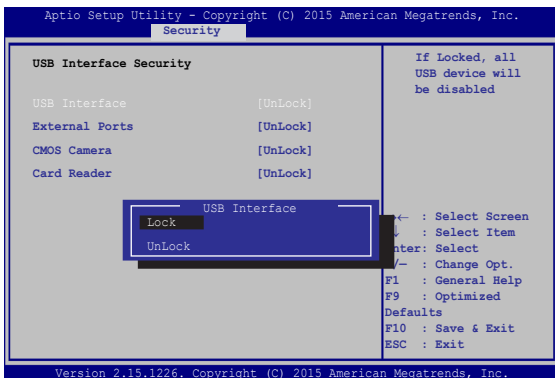 Aptio Setup Utility - Copyright (C) 2015 American Megatrends, Inc.
Security
USB Interface Security
USB Interface [UnLock]
External Ports [UnLock]
CMOS Camera [UnLock]
Card Reader [UnLock]
If Locked, all
USB device will
be disabled
USB Interface
Lock
UnLock
← : Select Screen
↓ : Select Item
nter: Select
/— : Change Opt.
F1 : General Help
F9 : Optimized
Defaults
F10 : Save & Exit
ESC : Exit
Version 2.15.1226. Copyright (C) 2015 American Megatrends, Inc.